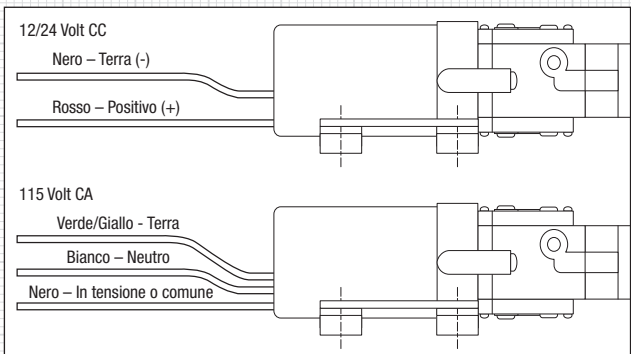 12/24 Volt CC
Nero – Terra (-)
Rosso – Positivo (+)
115 Volt CA
Verde/Giallo - Terra
Bianco – Neutro
Nero – In tensione o comune